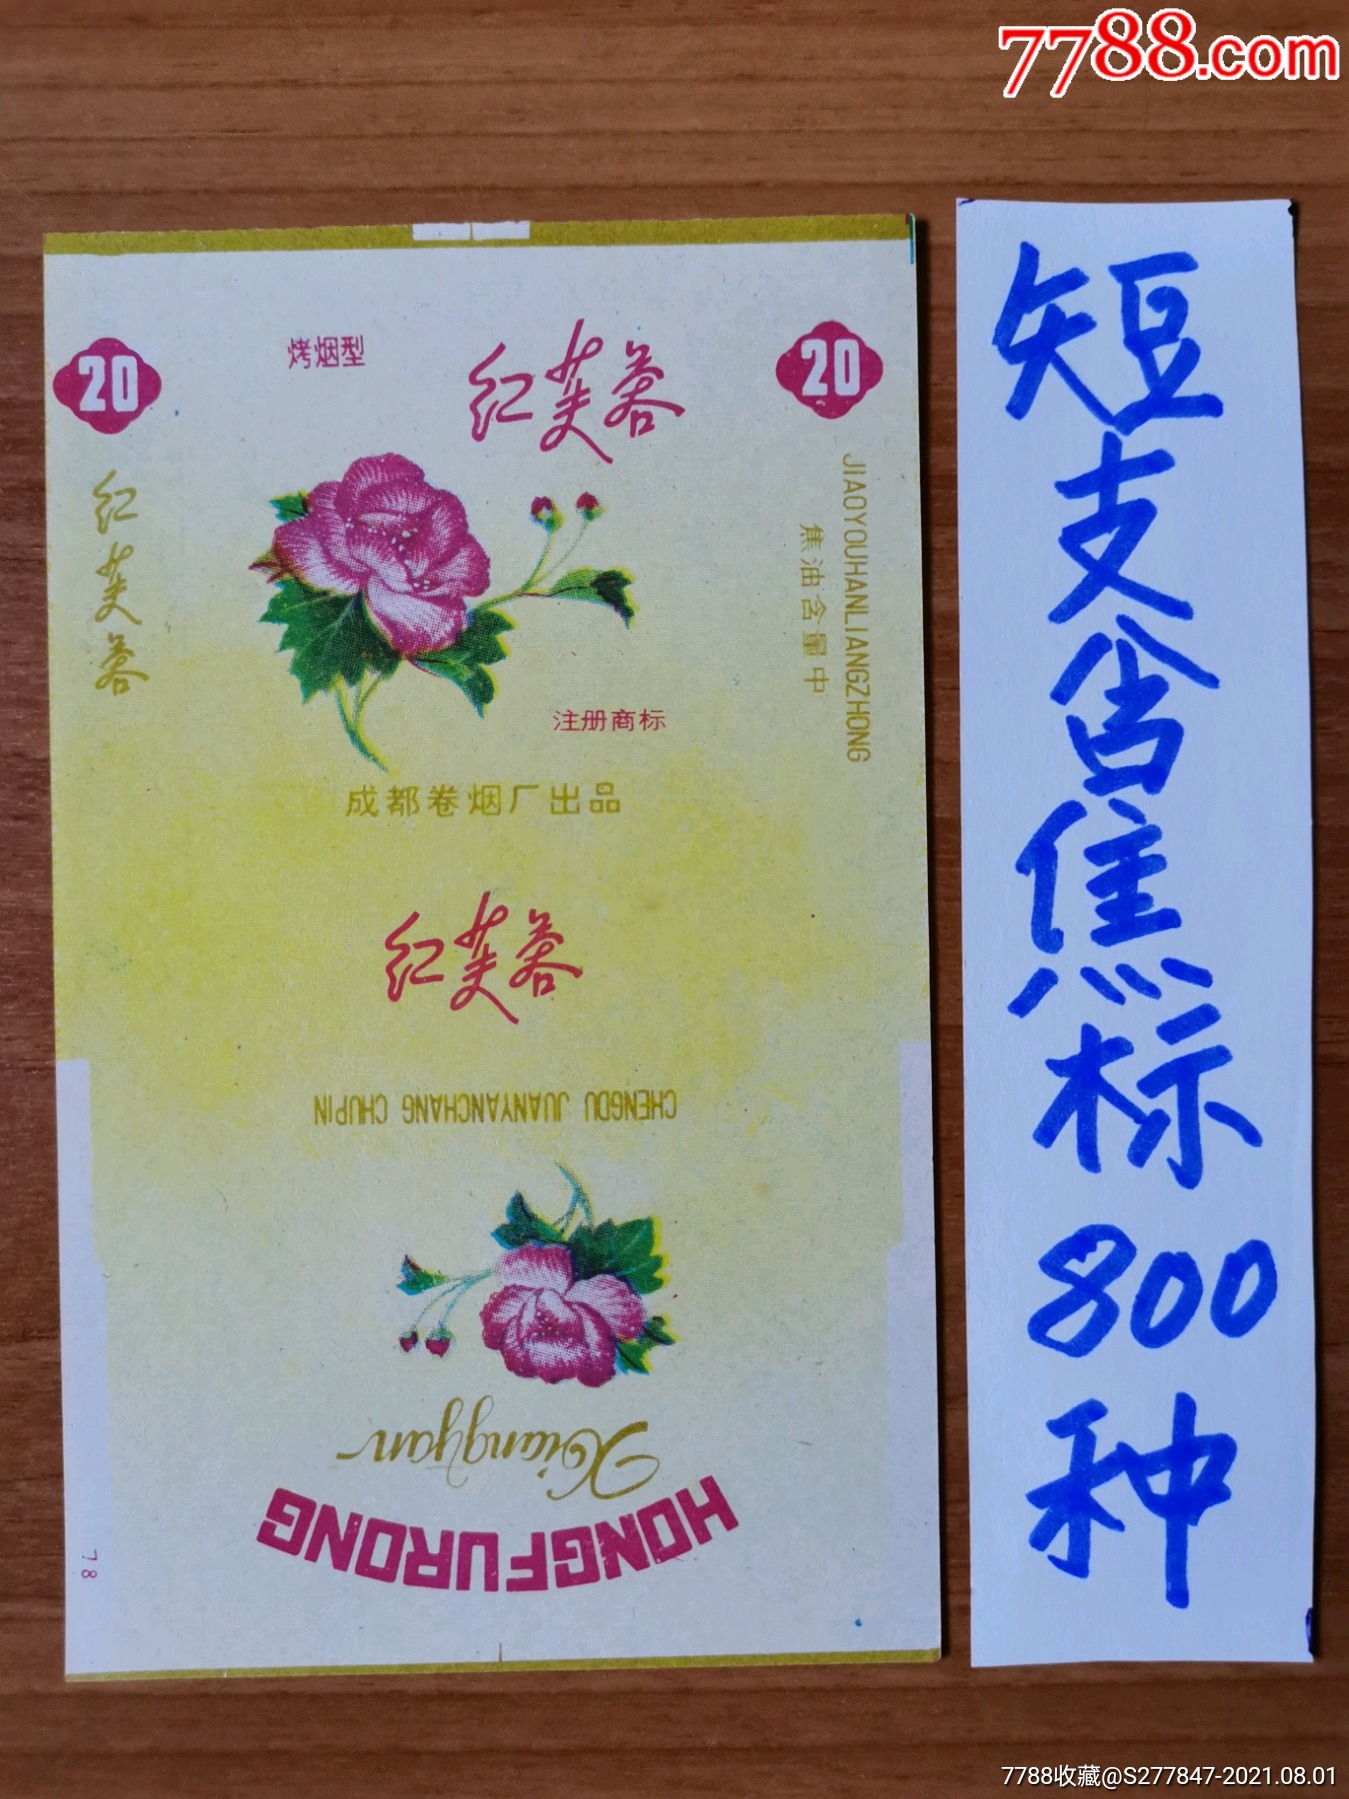 7788.com
20
烤烟型
红芙蓉
20
红芙蓉
JIAOYOUHANLIANGZHONG
焦油含量中
注册商标
成都卷烟厂出品
红芙蓉
CHENGDU JUANYANCHANG CHUPIN
Xiangyan
HONGFURONG
78
短支含焦标800种
7788收藏@S277847-2021.08.01